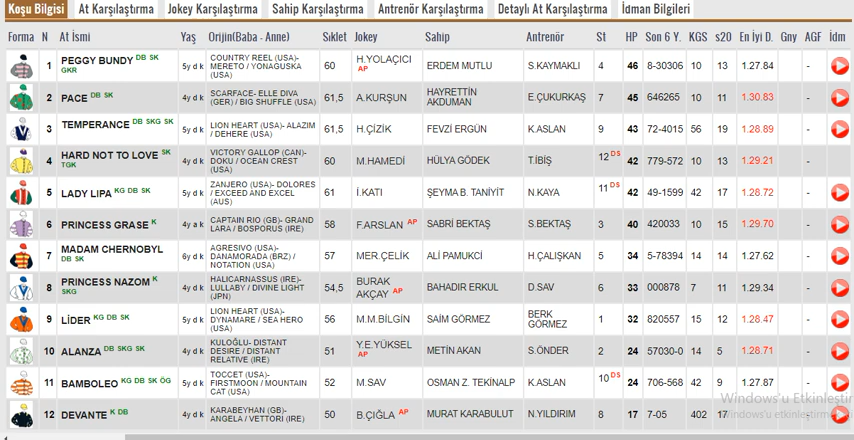 Koşu Bilgisi At Karşılaştırma Jokey Karşılaştırma Sahip Karşılaştırma Antrenör Karşılaştırma Detaylı At Karşılaştırma İdman Bilgileri
Forma N At İsmi Yaş Orijin(Baba - Anne) Sıklet Jokey Sahip Antrenör St HP Son 6 Y. KGS s20 En İyi D. Gny AGF İdm
1 PEGGY BUNDY DB SK GKR 5y d k COUNTRY REEL (USA)- MERETO / YONAGUSKA (USA) 60 H.YOLAÇICI AP ERDEM MUTLU S.KAYMAKLI 4 46 8-30306 10 13 1.27.84 -
2 PACE DB SK 4y d k SCARFACE- ELLE DIVA (GER) / BIG SHUFFLE (USA) 61,5 A.KURŞUN HAYRETTİN AKDUMAN E.ÇUKURKAŞ 7 45 646265 10 11 1.30.83 -
3 TEMPERANCE DB SKG SK 5y d k LION HEART (USA)- ALAZIM / DEHERE (USA) 61,5 H.ÇİZİK FEVZİ ERGÜN K.ASLAN 9 43 72-4015 56 19 1.28.89 -
4 HARD NOT TO LOVE SK TGK 4y d k VICTORY GALLOP (CAN)- DOKU / OCEAN CREST (USA) 60 M.HAMEDİ HÜLYA GÖDEK T.İBİŞ 12 DS 42 779-572 10 13 1.29.21 -
5 LADY LIPA KG DB SK 5y d k ZANJERO (USA)- DOLORES / EXCEED AND EXCEL (AUS) 61 İ.KATI ŞEYMA B. TANİYİT N.KAYA 11 DS 42 49-1599 42 17 1.28.72 -
6 PRINCESS GRASE K 4y a k CAPTAIN RIO (GB)- GRAND LARA / BOSPORUS (IRE) 58 F.ARSLAN AP SABRİ BEKTAŞ S.BEKTAŞ 3 40 420033 10 15 1.29.70 -
7 MADAM CHERNOBYL DB SK 6y d k AGRESIVO (USA)- DANAMORADA (BRZ) / NOTATION (USA) 57 MER.ÇELİK ALİ PAMUKCİ H.ÇALIŞKAN 5 34 5-78394 14 14 1.27.62 -
8 PRINCESS NAZOM K SKG 4y d k HALICARNASSUS (IRE)- LULLABY / DIVINE LIGHT (JPN) 54,5 BURAK AKÇAY AP BAHADIR ERKUL D.SAV 6 33 000878 7 11 1.29.34 -
9 LİDER KG DB SK 5y d k LION HEART (USA)- DYNAMARE / SEA HERO (USA) 56 M.M.BİLGİN SAİM GÖRMEZ BERK GÖRMEZ 1 32 820557 15 12 1.28.47 -
10 ALANZA DB SKG SK 4y d k KULOĞLU- DISTANT DESIRE / DISTANT RELATIVE (IRE) 51 Y.E.YÜKSEL AP METİN AKAN S.ÖNDER 2 24 57030-0 14 5 1.28.71 -
11 BAMBOLEO KG DB SK ÖG 5y d k TOCCET (USA)- FIRSTMOON / MOUNTAIN CAT (USA) 52 M.SAV OSMAN Z. TEKİNALP K.ASLAN 10 DS 24 706-568 42 9 1.27.87 -
12 DEVANTE K DB 4y d k KARABEYHAN (GB)- ANGELA / VETTORI (IRE) 50 B.ÇIĞLA AP MURAT KARABULUT N.YILDIRIM 8 17 7-05 402 17 -
Windows'u Etkinleştir
Windows'u etkinleştirm